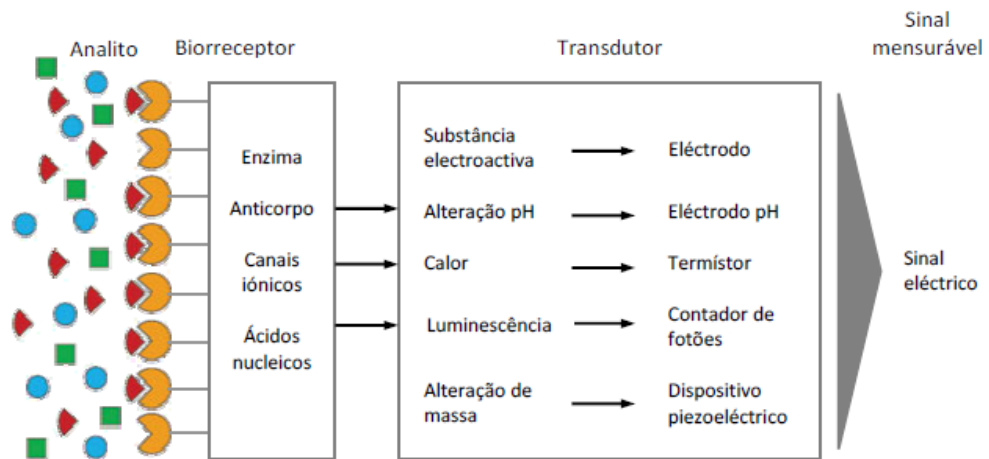 Analito
Biorreceptor
Transdutor
Sinal
mensurável
Enzima
Anticorpo
Canais
iónicos
Ácidos
nucleicos
Substância
electroactiva
Eléctrodo
Alteração pH
Eléctrodo pH
Calor
Termístor
Luminescência
Contador de
fotões
Alteração de
massa
Dispositivo
piezoeléctrico
Sinal
eléctrico